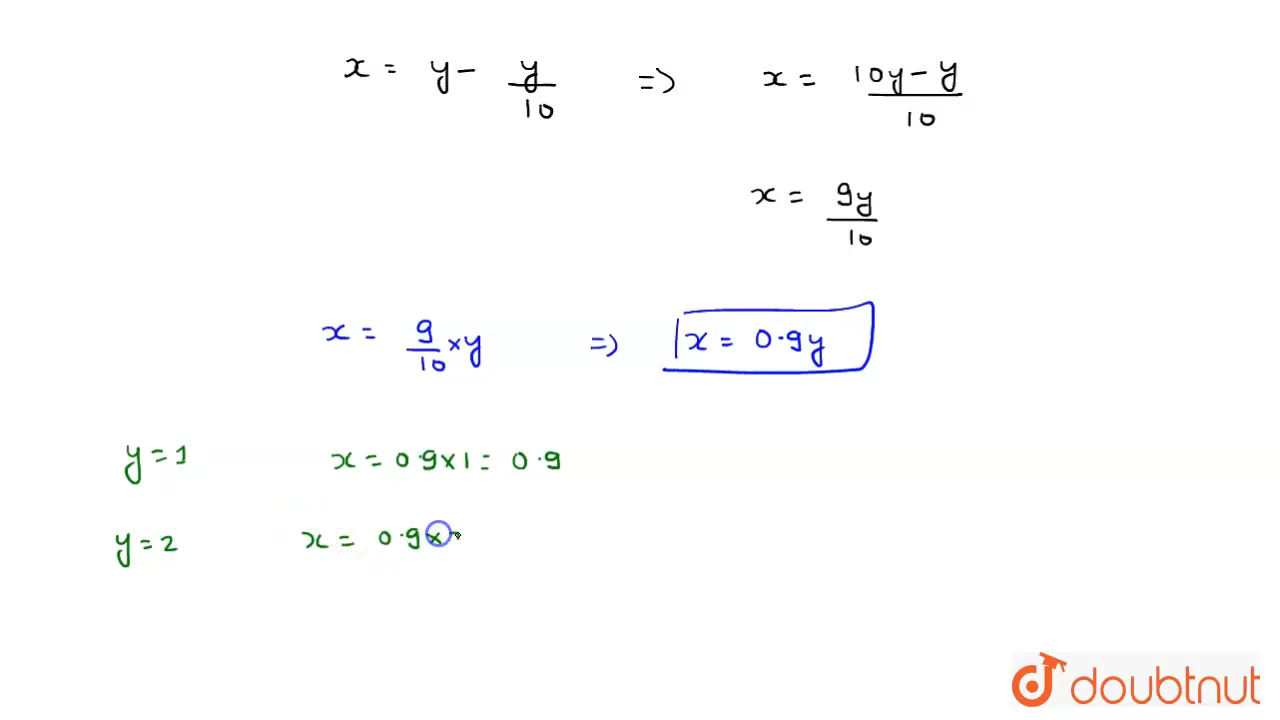 x = y - y/10 => x = 10y - y/10
x = 9y/10
x = 9/10 × y => x = 0.9y
y = 1 x = 0.9 × 1 = 0.9
y = 2 x = 0.9 ×
doubtnut